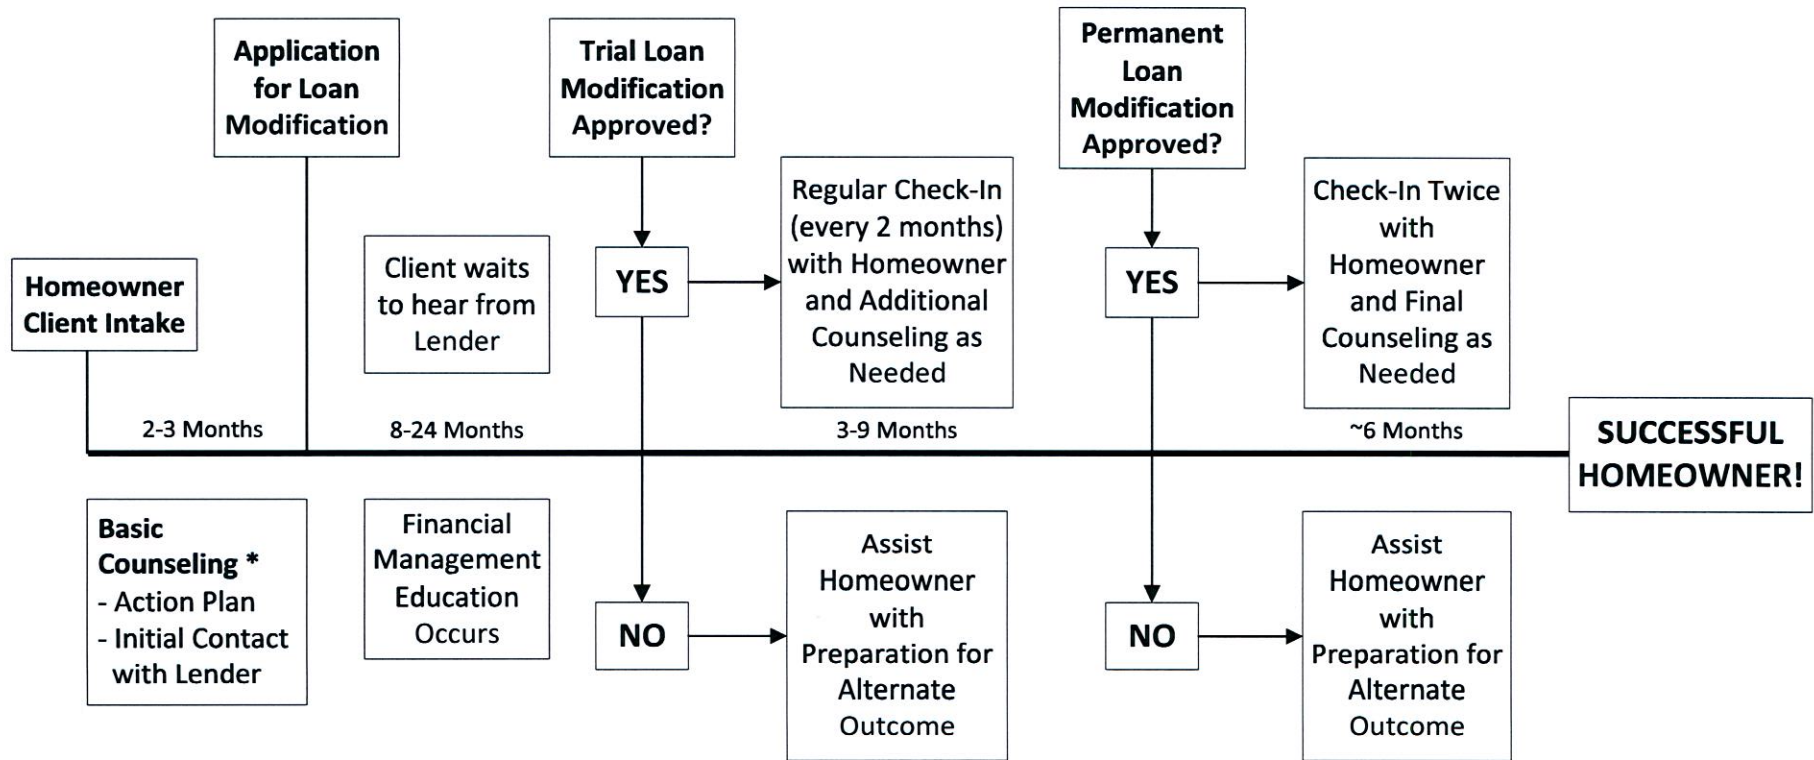 Application
for Loan
Modification
Trial Loan
Modification
Approved?
Permanent
Loan
Modification
Approved?
Homeowner
Client Intake
Client waits
to hear from
Lender
YES
Regular Check-In
(every 2 months)
with Homeowner
and Additional
Counseling as
Needed
YES
Check-In Twice
with
Homeowner
and Final
Counseling as
Needed
2-3 Months
8-24 Months
3-9 Months
~6 Months
SUCCESSFUL
HOMEOWNER!
Basic
Counseling *
- Action Plan
- Initial Contact
with Lender
Financial
Management
Education
Occurs
NO
Assist
Homeowner
with
Preparation for
Alternate
Outcome
NO
Assist
Homeowner
with
Preparation for
Alternate
Outcome